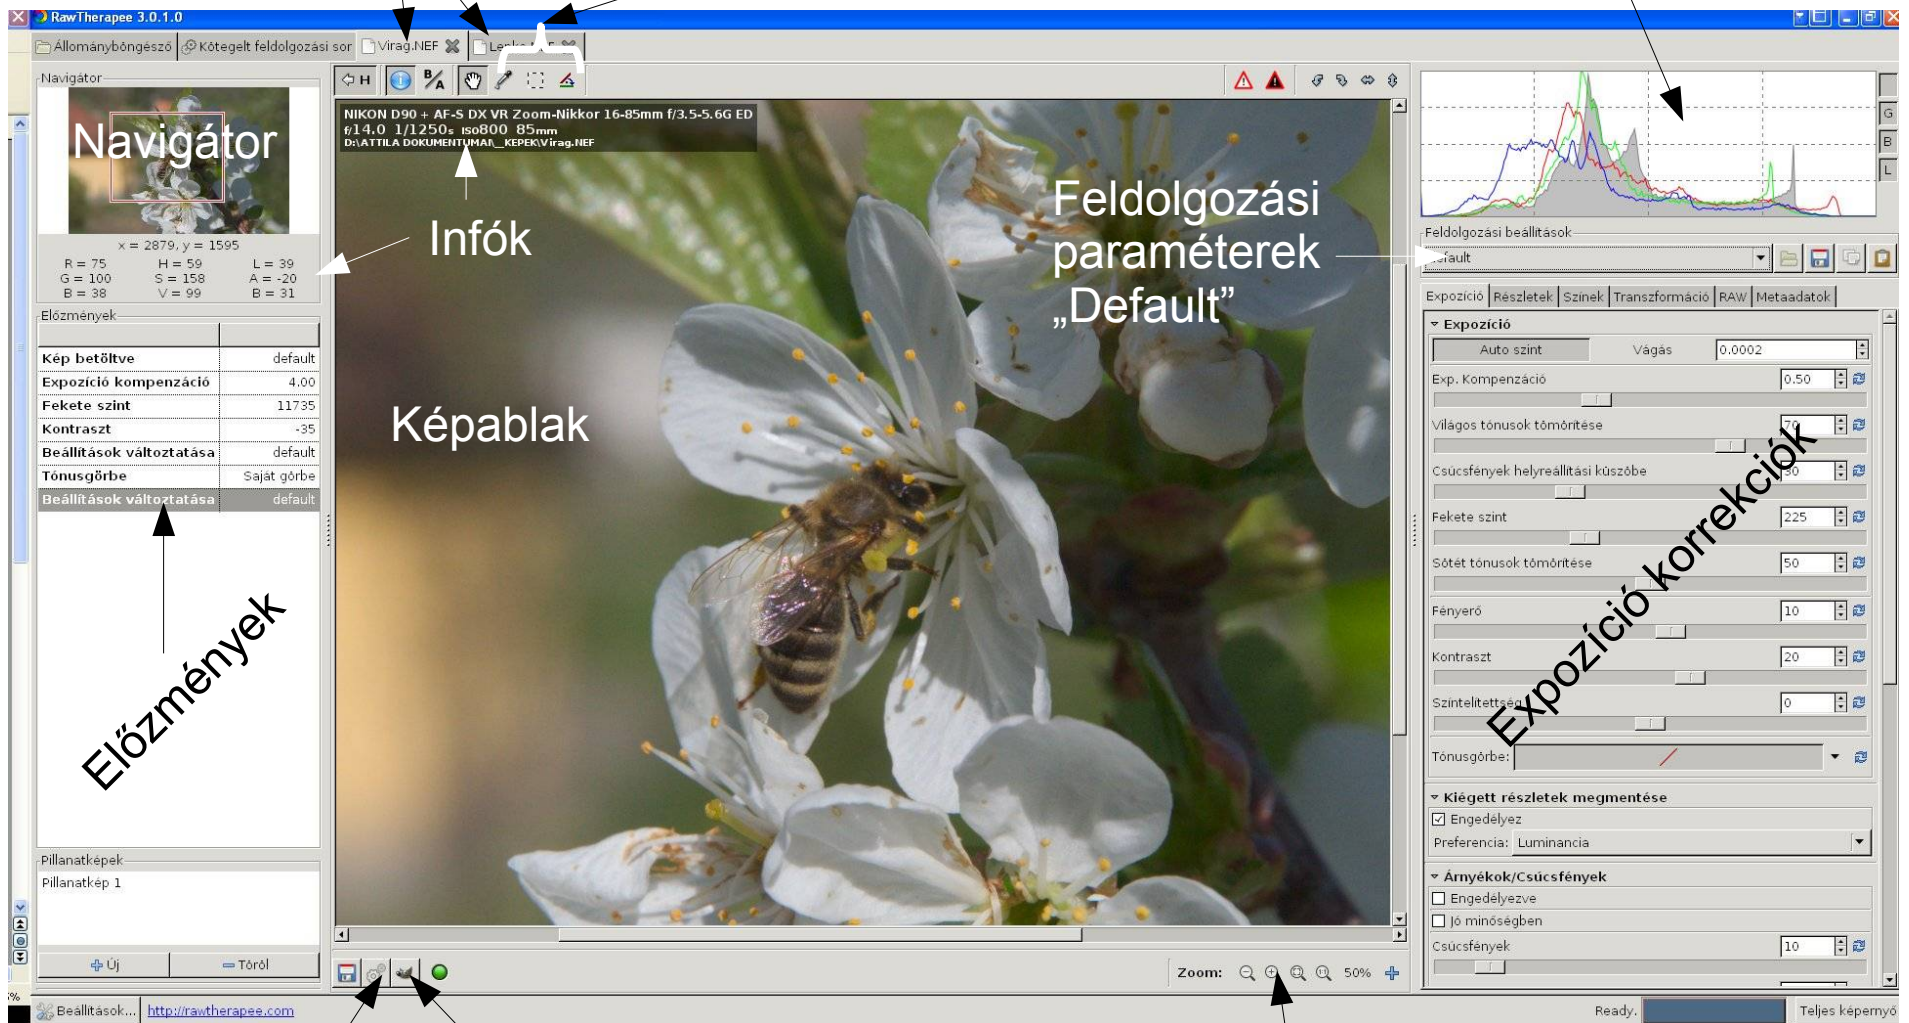 RawTherapee 3.0.1.0
Állományböngésző
Kötegelt feldolgozási sor
Virag.NEF
Navigátor
Navigátor
x = 2879, y = 1595
R = 75 H = 59 L = 39
G = 100 S = 158 A = -20
B = 38 V = 99 B = 31
Előzmények
Kép betöltve default
Expozíció kompenzáció 4.00
Fekete szint 11735
Kontraszt -35
Beállítások változtatása default
Tónusgörbe Saját görbe
Beállítások változtatása default
Előzmények
Pillanatképek
Pillanatkép 1
Új
Töröl
H
B/A
NIKON D90 + AF-S DX VR Zoom-Nikkor 16-85mm f/3.5-5.6G ED
f/14.0 1/1250s ISO800 85mm
D:\ATTILA DOKUMENTUMAI\_KEPEK\Virag.NEF
Infók
Képablak
Feldolgozási
paraméterek
„Default”
Zoom: 50%
G
B
L
Feldolgozási beállítások
default
Expozíció Részletek Színek Transzformáció RAW Metaadatok
Expozíció
Auto szint Vágás 0.0002
Exp. Kompenzáció 0.50
Világos tónusok tömörítése 70
Csúcsfények helyreállítási küszöbe
Fekete szint 225
Sötét tónusok tömörítése 50
Fényerő 10
Kontraszt 20
Színtelítettség 0
Tónusgörbe:
Expozíció korrekciók
Kiégett részletek megmentése
Engedélyez
Preferencia: Luminancia
Árnyékok/Csúcsfények
Engedélyezve
Jó minőségben
Csúcsfények 10
Beállítások...
http://rawtherapee.com
Ready.
Teljes képernyő